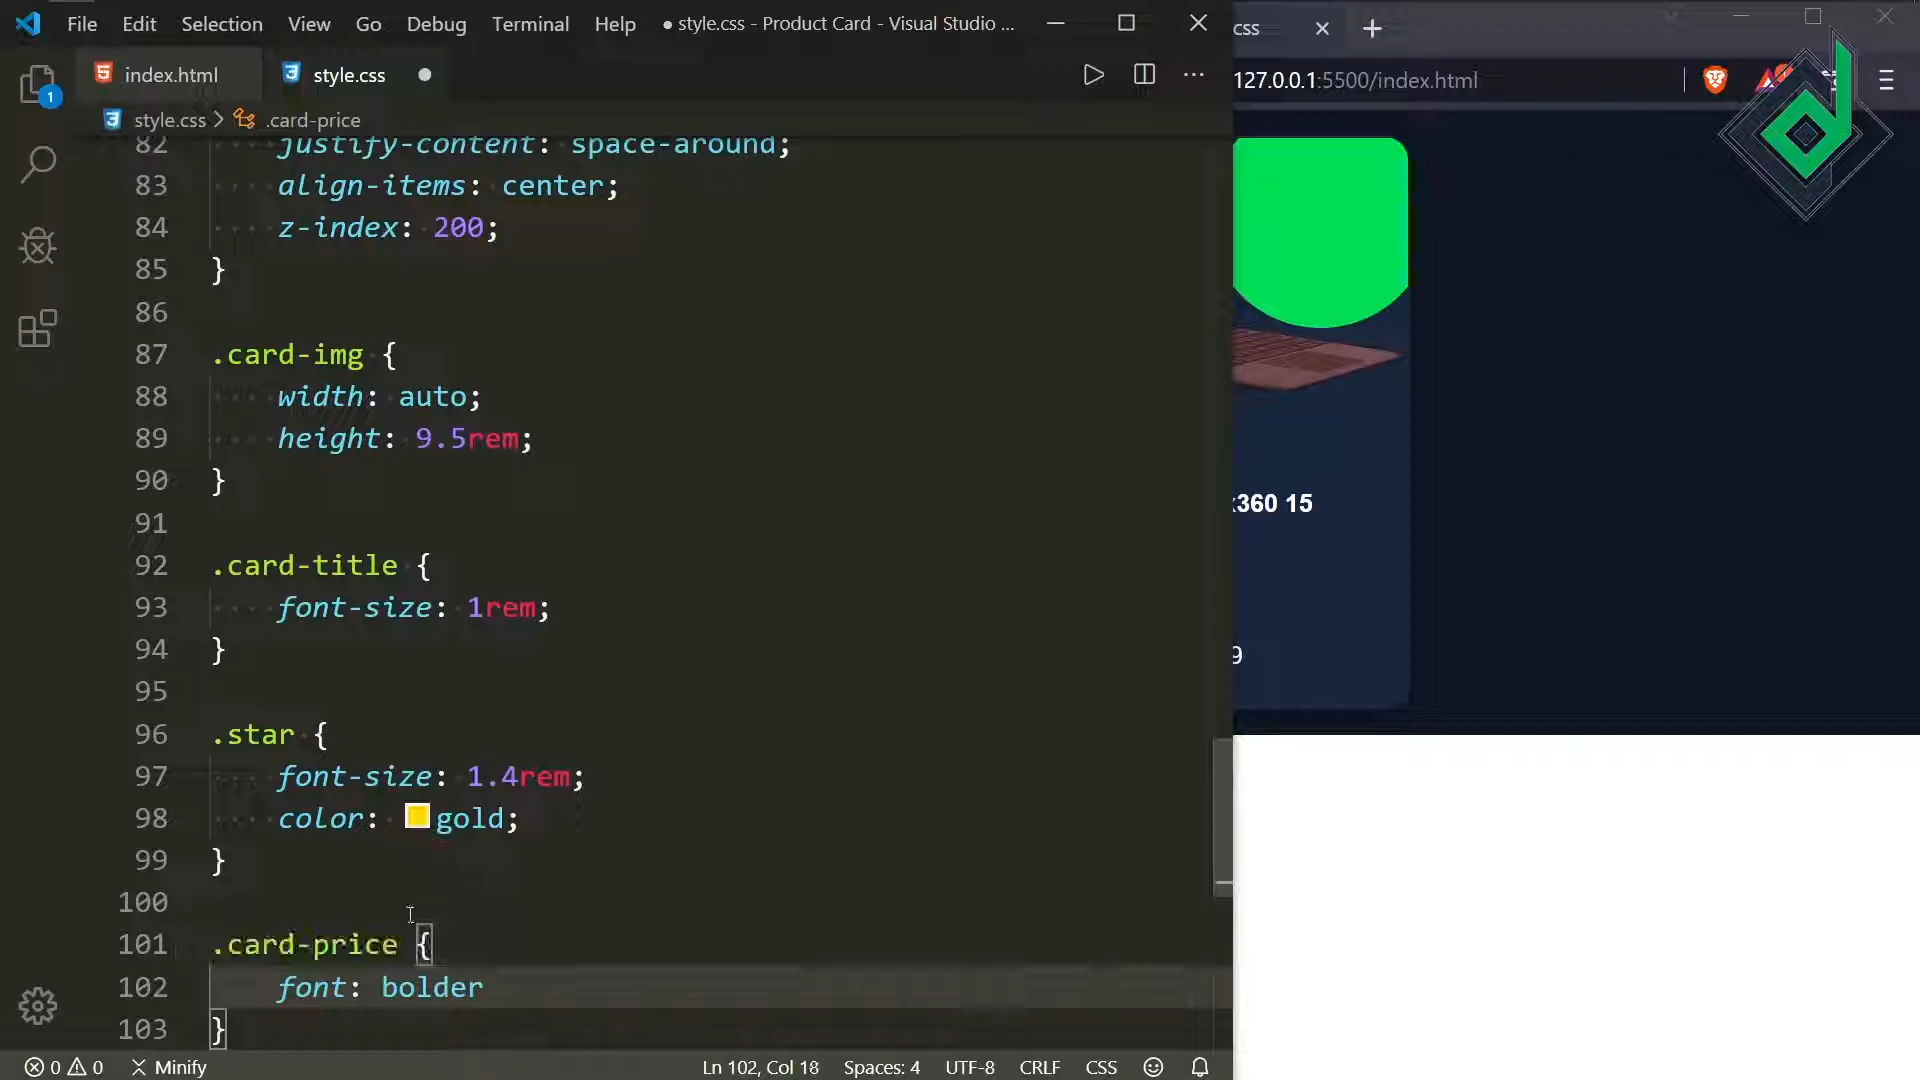 File Edit Selection View Go Debug Terminal Help ● style.css - Product Card - Visual Studio ...
css
index.html style.css
127.0.0.1:5500/index.html
1
style.css > .card-price
82 justify-content: space-around;
83 align-items: center;
84 z-index: 200;
85 }
86
87 .card-img {
88 width: auto;
89 height: 9.5rem;
90 }
91
92 .card-title {
93 font-size: 1rem;
94 }
95
96 .star {
97 font-size: 1.4rem;
98 color: gold;
99 }
100
101 .card-price {
102 font: bolder
103 }
x360 15
9
0 0 Minify Ln 102, Col 18 Spaces: 4 UTF-8 CRLF CSS